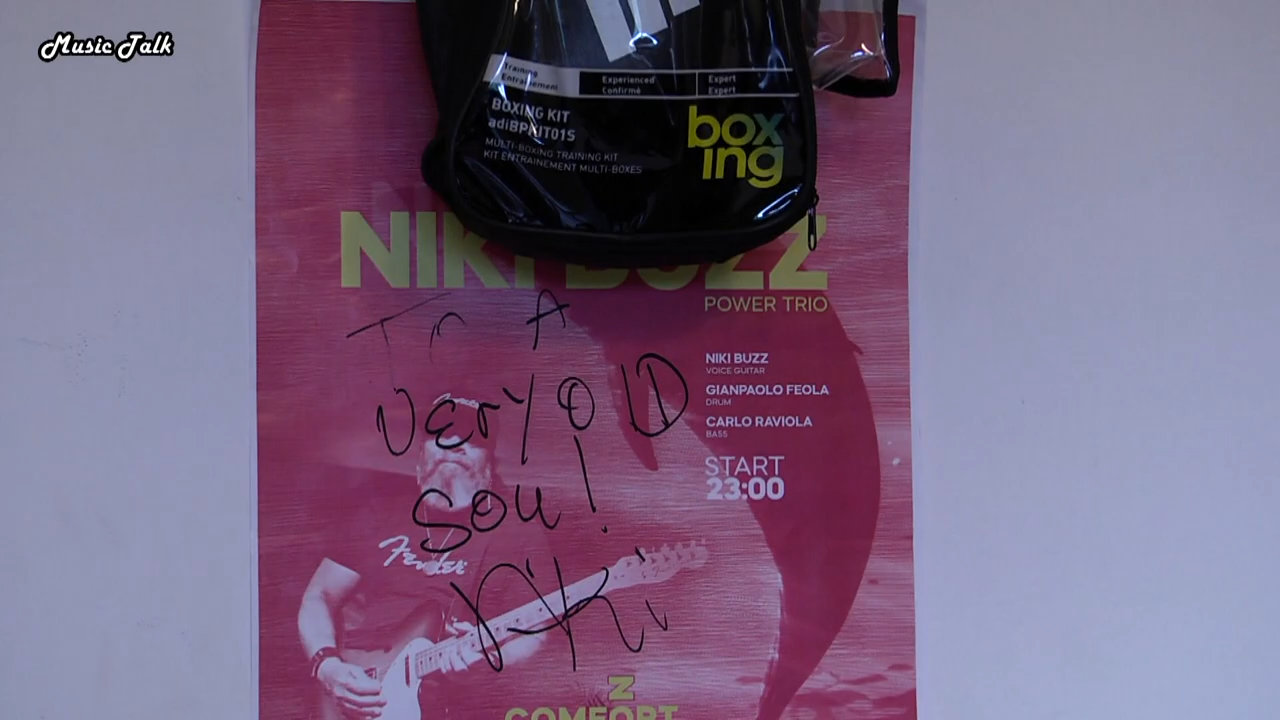 Music Talk
Training
Entraînement
Experienced
Confirmé
Expert
Expert
BOXING KIT
MULTI-BOXING TRAINING KIT
KIT ENTRAINEMENT MULTI-BOXES
box
ing
NIKI BUZZ
POWER TRIO
NIKI BUZZ
VOICE GUITAR
GIANPAOLO FEOLA
DRUM
CARLO RAVIOLA
BASS
START
23:00
To A
Very OlD
Soul!
Niki
Fender
Z
COMFORT